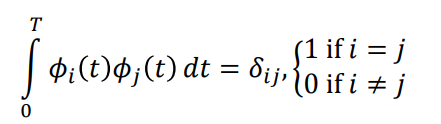 ∫₀ᵀ ϕᵢ(t)ϕⱼ(t) dt = δᵢⱼ, {1 if i = j
0 if i ≠ j